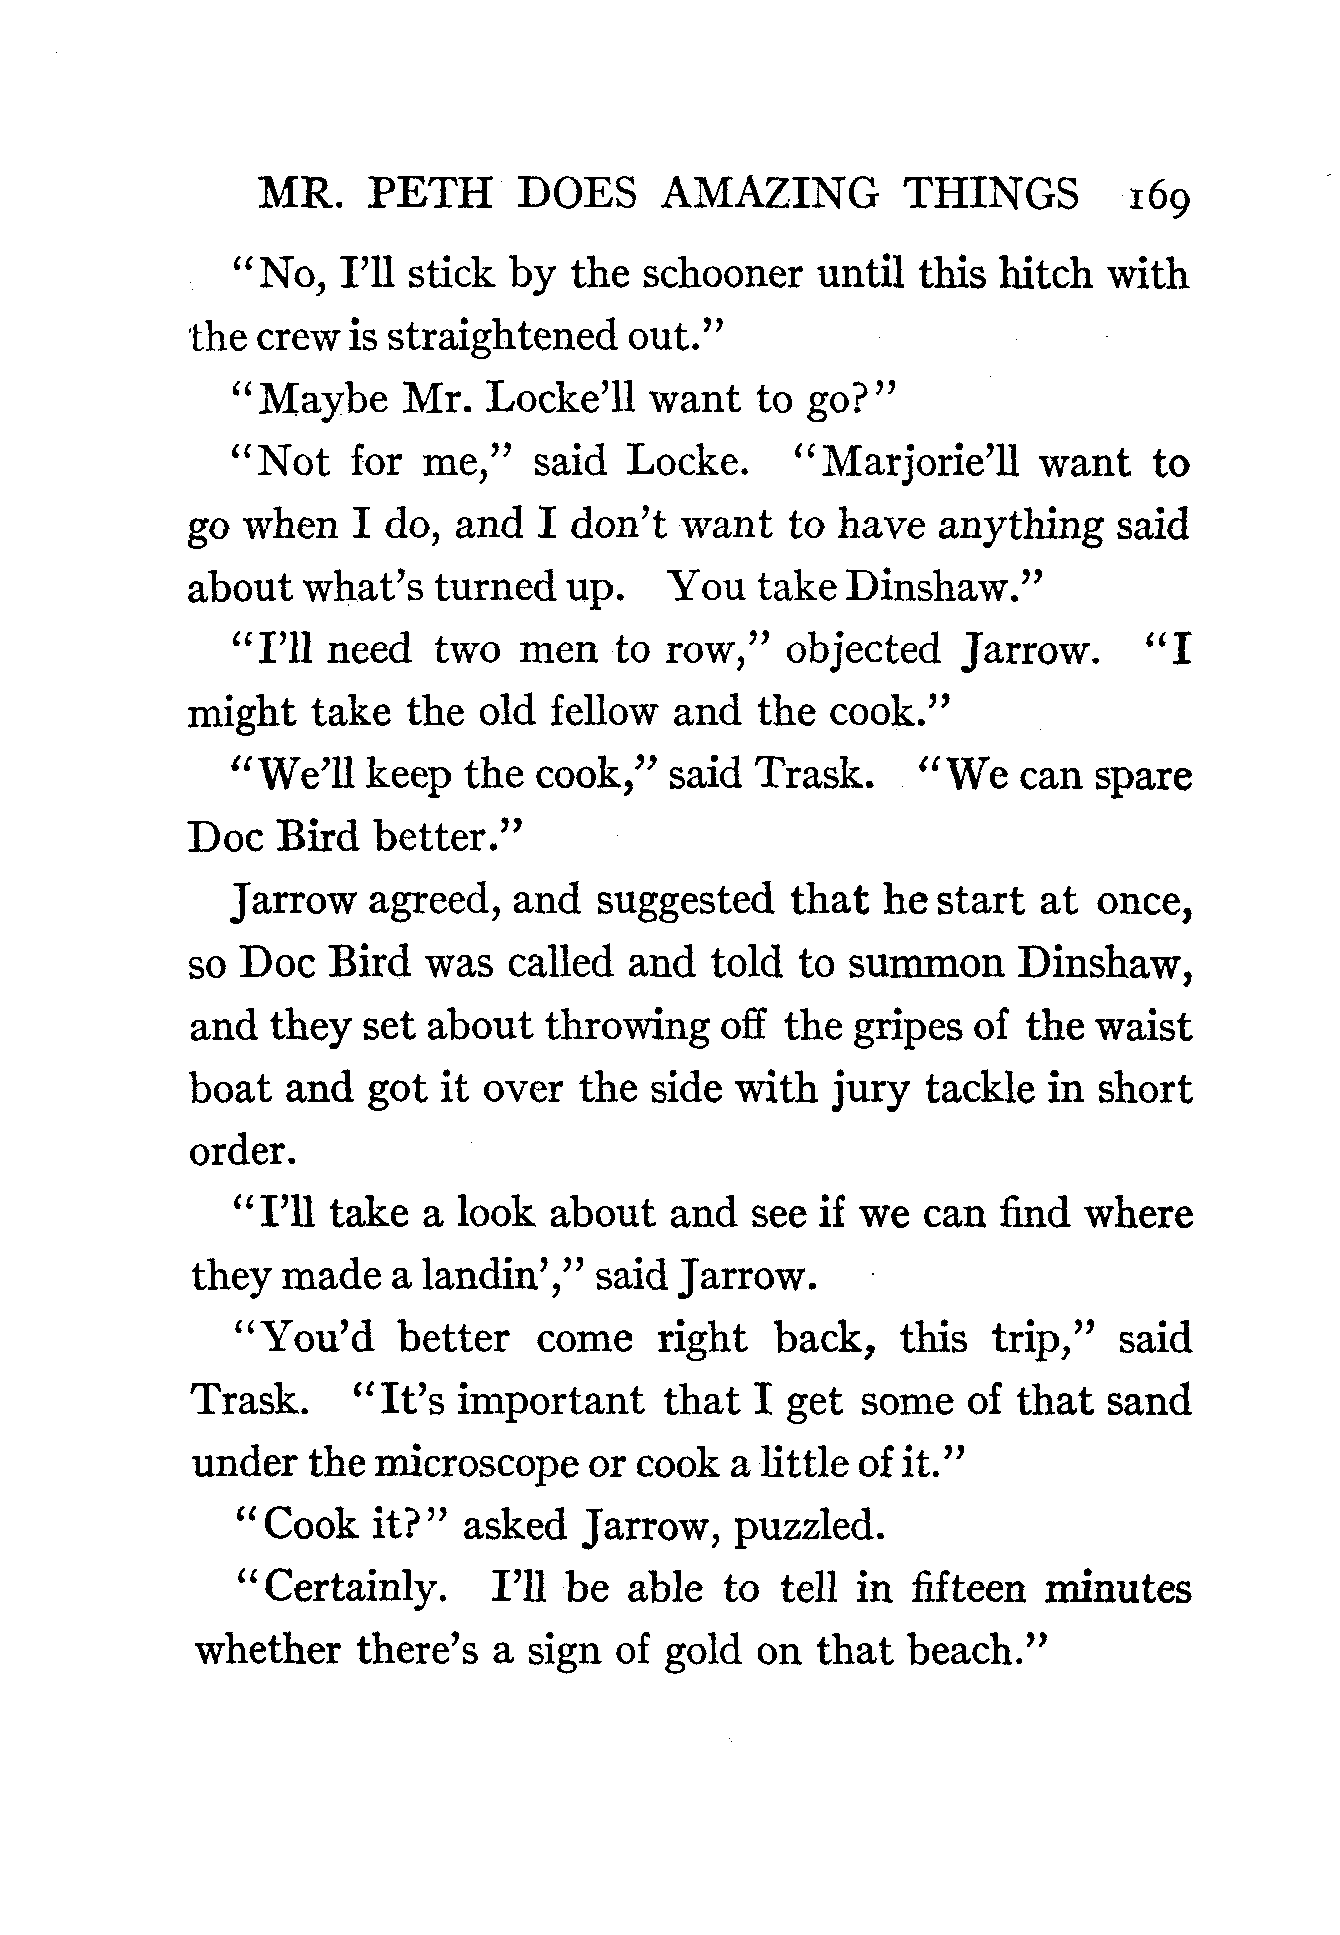 MR. PETH DOES AMAZING THINGS 169
"No, I'll stick by the schooner until this hitch with
the crew is straightened out."
"Maybe Mr. Locke'll want to go?"
"Not for me," said Locke. "Marjorie'll want to
go when I do, and I don't want to have anything said
about what's turned up. You take Dinshaw."
"I'll need two men to row," objected Jarrow. "I
might take the old fellow and the cook."
"We'll keep the cook," said Trask. "We can spare
Doc Bird better."
Jarrow agreed, and suggested that he start at once,
so Doc Bird was called and told to summon Dinshaw,
and they set about throwing off the gripes of the waist
boat and got it over the side with jury tackle in short
order.
"I'll take a look about and see if we can find where
they made a landin'," said Jarrow.
"You'd better come right back, this trip," said
Trask. "It's important that I get some of that sand
under the microscope or cook a little of it."
"Cook it?" asked Jarrow, puzzled.
"Certainly. I'll be able to tell in fifteen minutes
whether there's a sign of gold on that beach."